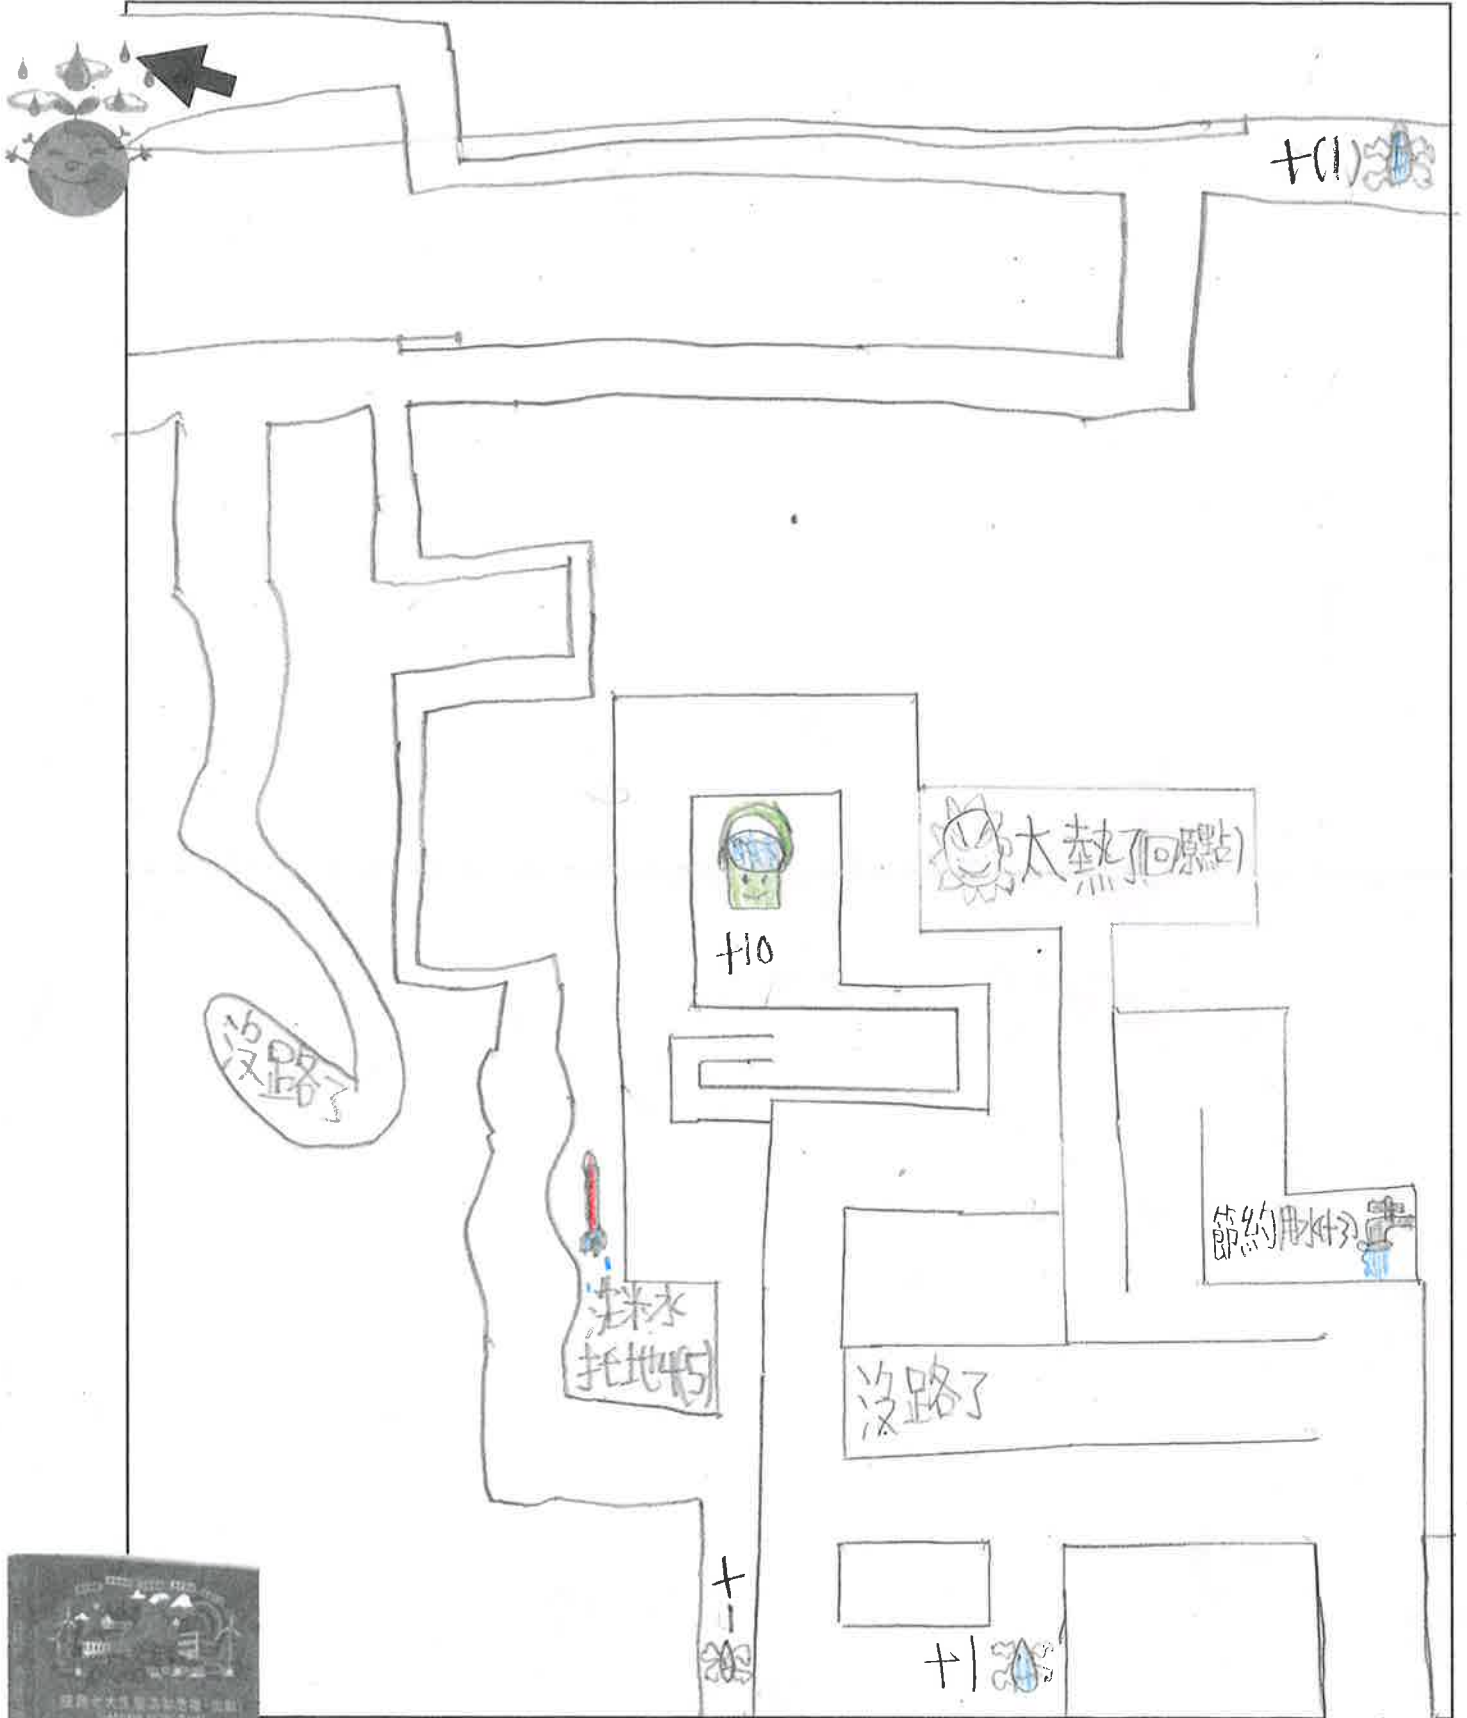 +(1)
太熱了(回原點)
+10
沒路了
節約用水(+3)
洗米水
拖地+(5)
沒路了
+1
+1